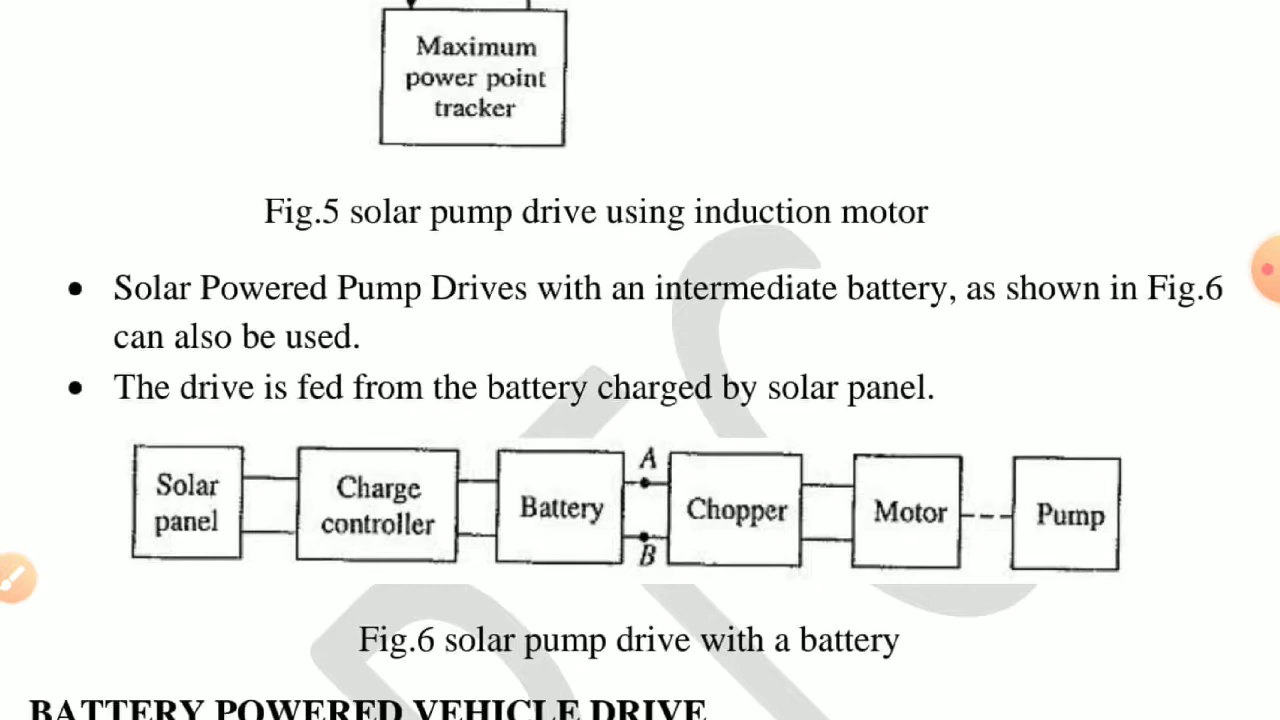 Maximum
power point
tracker
Fig.5 solar pump drive using induction motor
• Solar Powered Pump Drives with an intermediate battery, as shown in Fig.6
can also be used.
• The drive is fed from the battery charged by solar panel.
Solar
panel
Charge
controller
Battery
A
B
Chopper
Motor
Pump
Fig.6 solar pump drive with a battery
BATTERY POWERED VEHICLE DRIVE